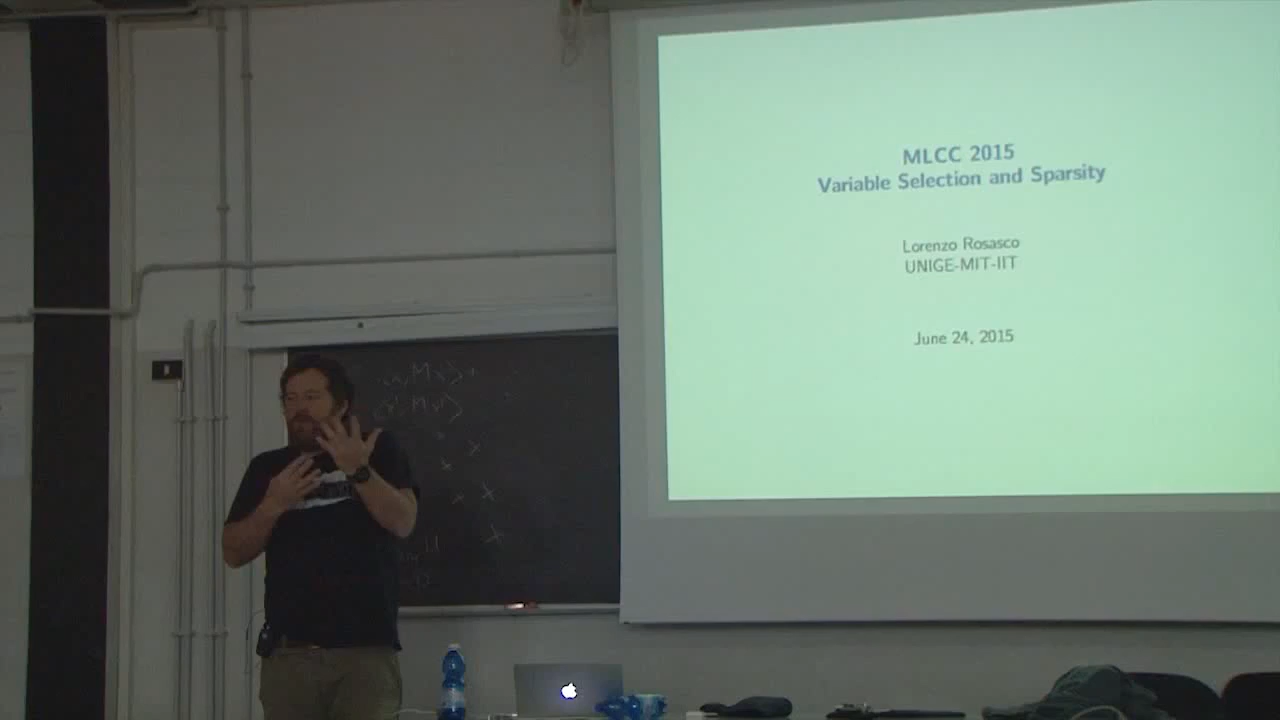 MLCC 2015
Variable Selection and Sparsity
Lorenzo Rosasco
UNIGE-MIT-IIT
June 24, 2015